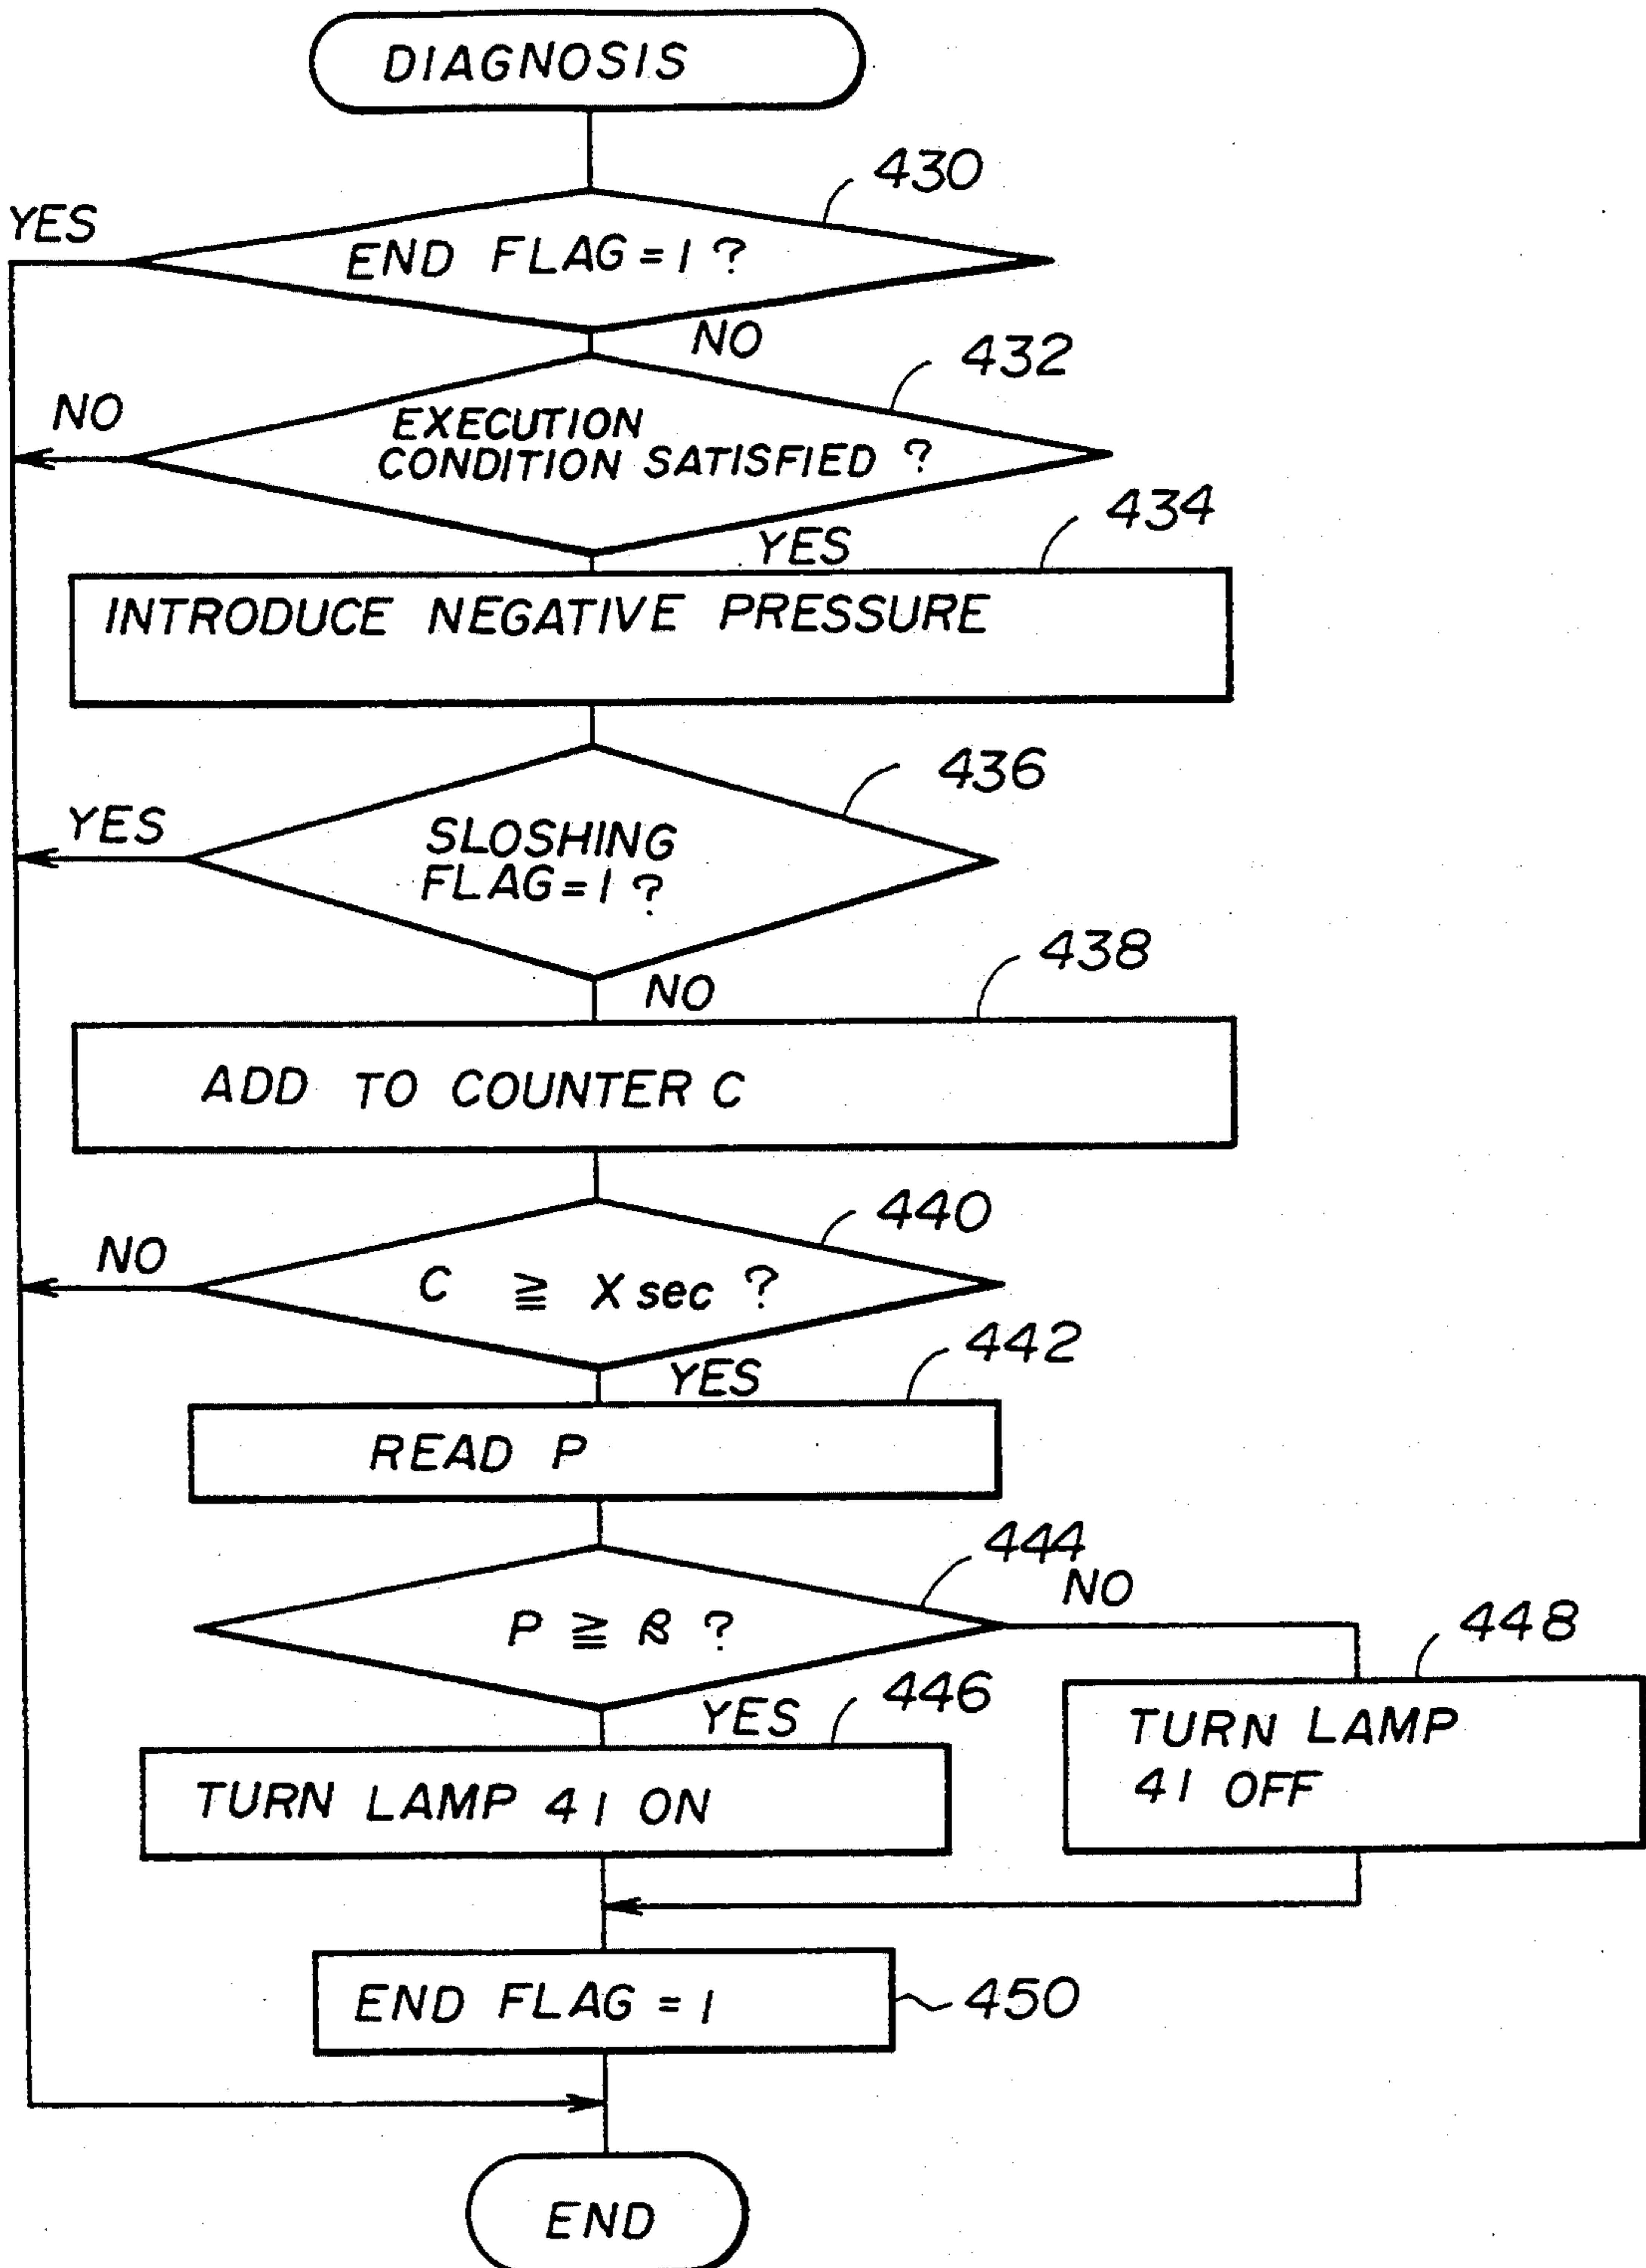 DIAGNOSIS
430
YES
END FLAG = 1 ?
NO
432
NO
EXECUTION
CONDITION SATISFIED ?
434
YES
INTRODUCE NEGATIVE PRESSURE
436
YES
SLOSHING
FLAG = 1 ?
438
NO
ADD TO COUNTER C
440
NO
C ≧ X sec ?
442
YES
READ P
444
NO
P ≧ β ?
448
446
YES
TURN LAMP
41 OFF
TURN LAMP 41 ON
END FLAG = 1
450
END